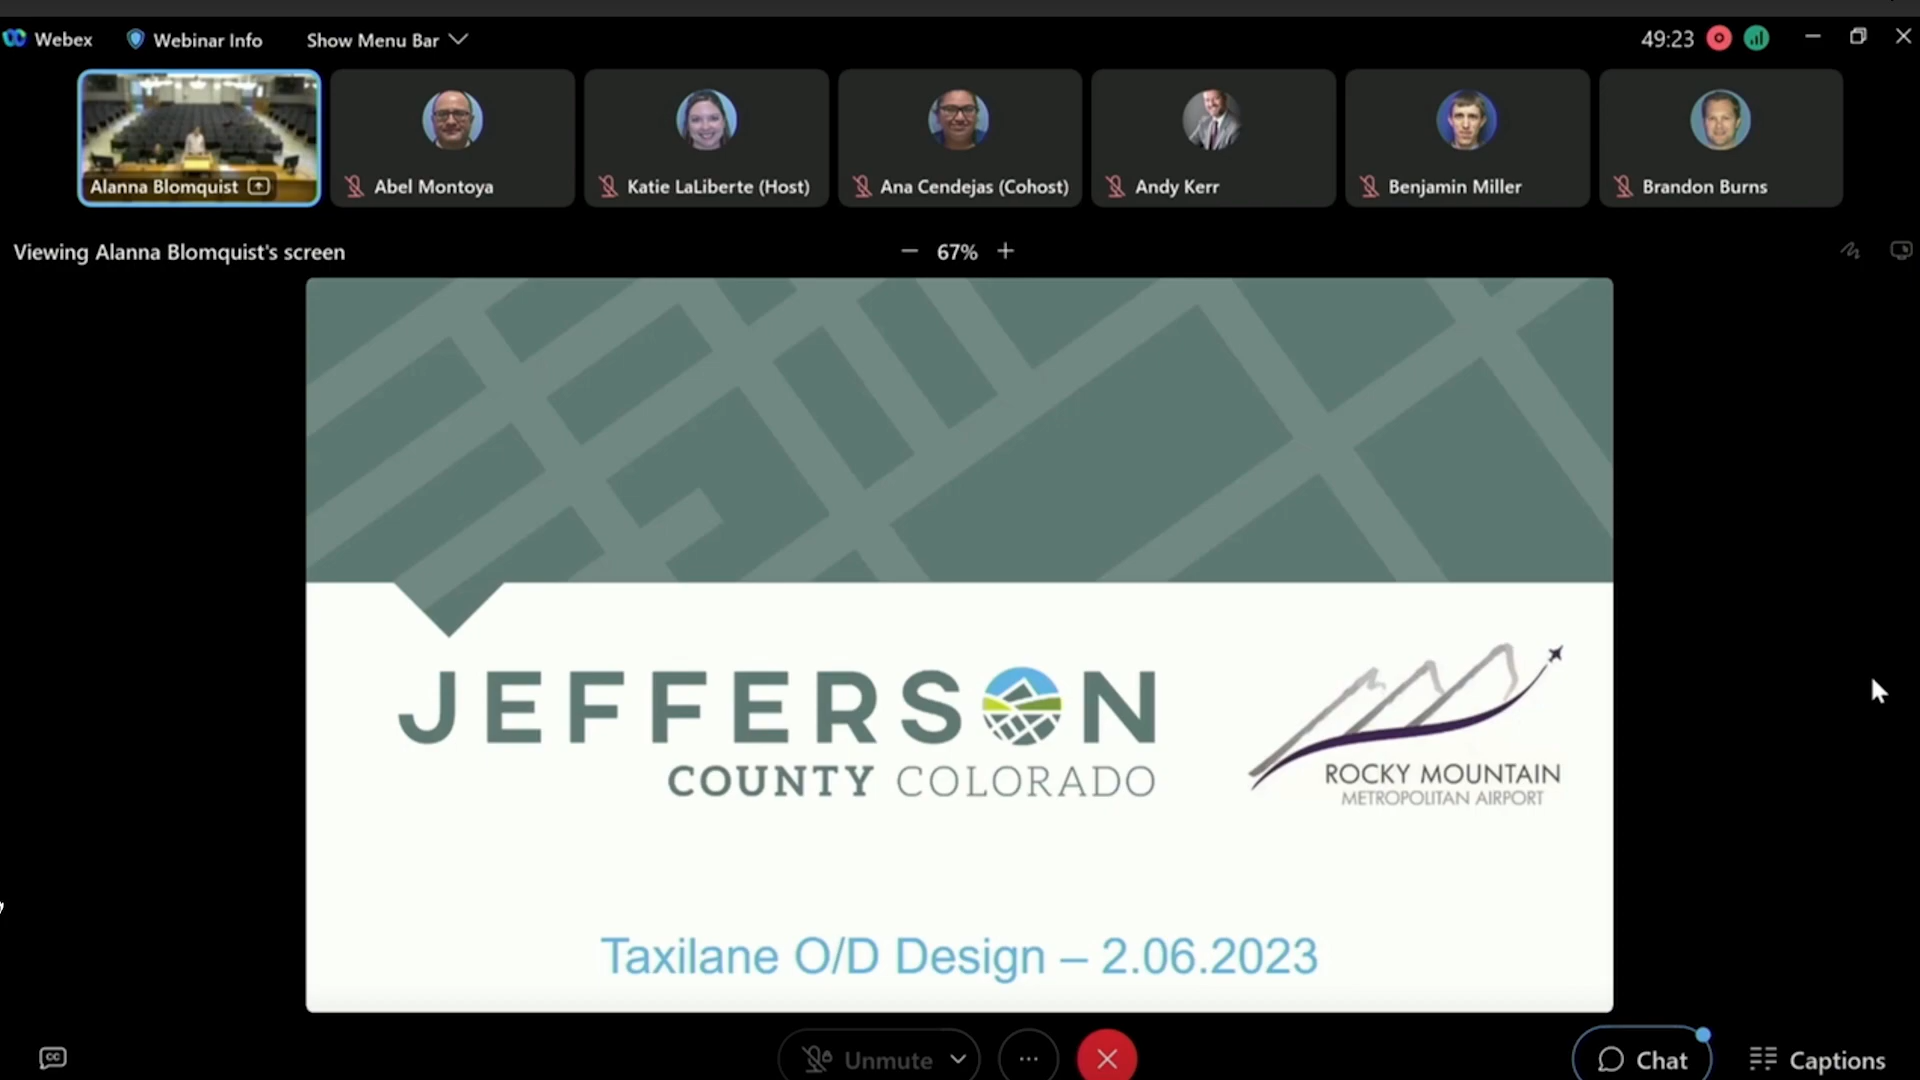 Webex
Webinar Info
Show Menu Bar
49:23
Alanna Blomquist
Abel Montoya
Katie LaLiberte (Host)
Ana Cendejas (Cohost)
Andy Kerr
Benjamin Miller
Brandon Burns
Viewing Alanna Blomquist's screen
67%
JEFFERSON
COUNTY COLORADO
ROCKY MOUNTAIN
METROPOLITAN AIRPORT
Taxilane O/D Design – 2.06.2023
CC
Unmute
Chat
Captions